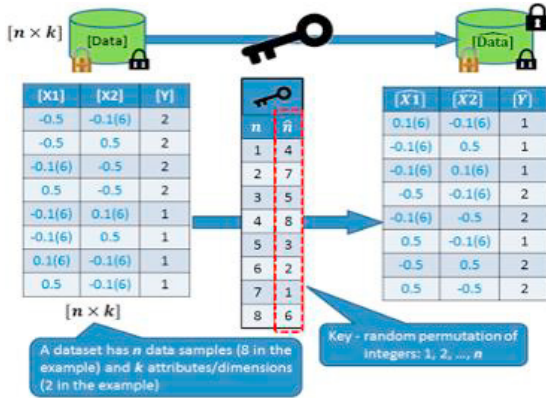 [n × k]
[Data]
[D̂ata]
[X1] [X2] [Y]
-0.5 -0.1(6) 2
-0.5 0.5 2
-0.1(6) -0.5 2
0.5 -0.5 2
-0.1(6) 0.1(6) 1
-0.1(6) 0.5 1
0.1(6) -0.1(6) 1
0.5 -0.1(6) 1
[n × k]
n n̂
1 4
2 7
3 5
4 8
5 3
6 2
7 1
8 6
[X̂1] [X̂2] [Ŷ]
0.1(6) -0.1(6) 1
-0.1(6) 0.5 1
-0.1(6) 0.1(6) 1
-0.5 -0.1(6) 2
-0.1(6) -0.5 2
0.5 -0.1(6) 1
-0.5 0.5 2
0.5 -0.5 2
A dataset has n data samples (8 in the
example) and k attributes/dimensions
(2 in the example)
Key - random permutation of
integers: 1, 2, ..., n